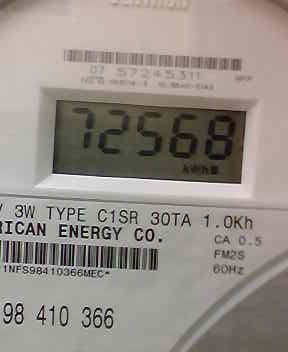 07 57245311
72568
kWh
V 3W TYPE C1SR 30TA 1.0Kh
RICAN ENERGY CO.
CA 0.5
FM2S
60Hz
1NFS98410366MEC*
98 410 366